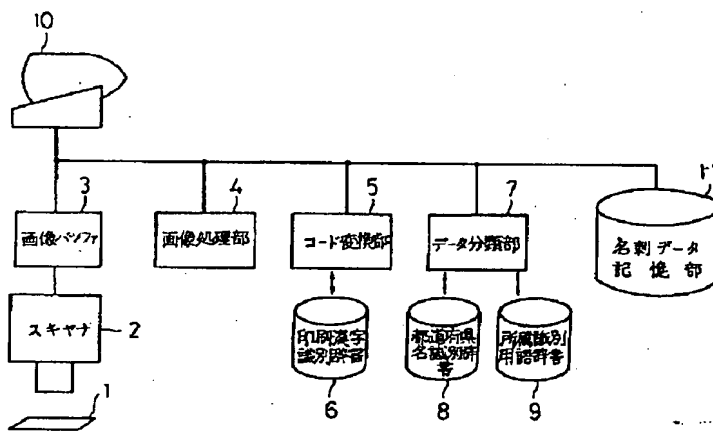 10
3
画像バッファ
4
画像処理部
5
コード変換部
7
データ分類部
名刺データ
記憶部
スキャナ
2
印刷漢字
識別辞書
6
都道府県
名識別辞
書
8
所属識別
用語辞書
9
1